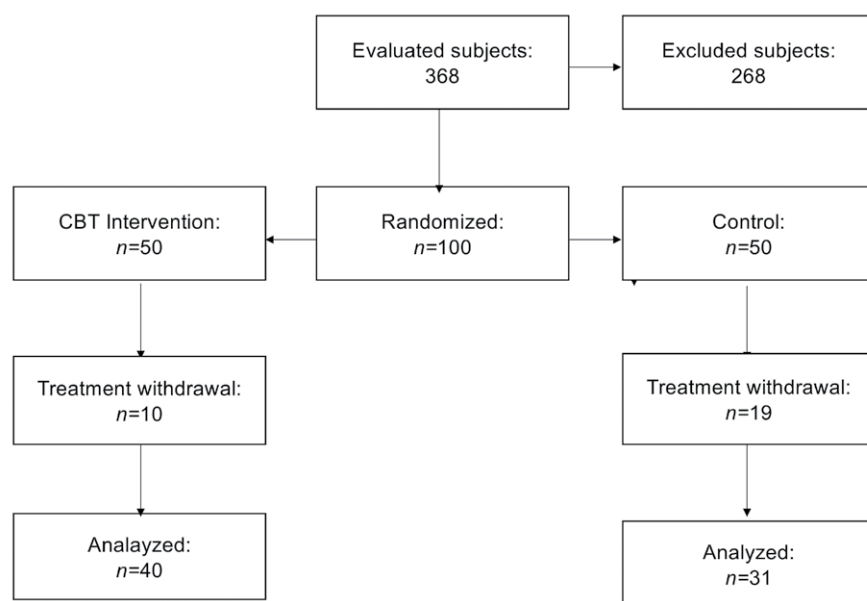 Evaluated subjects:
368
Excluded subjects:
268
CBT Intervention:
n=50
Randomized:
n=100
Control:
n=50
Treatment withdrawal:
n=10
Treatment withdrawal:
n=19
Analayzed:
n=40
Analyzed:
n=31